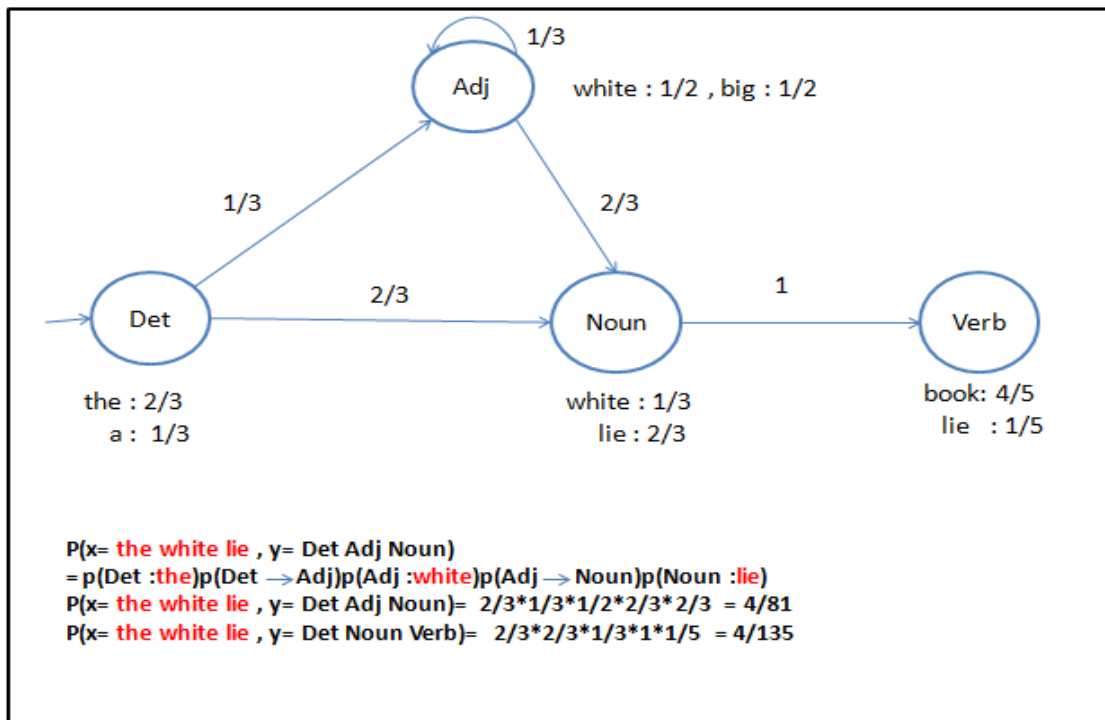 1/3
Adj
white : 1/2 , big : 1/2
1/3
2/3
2/3
1
Det
Noun
Verb
the : 2/3
a : 1/3
white : 1/3
lie : 2/3
book: 4/5
lie : 1/5
P(x= the white lie , y= Det Adj Noun)
= p(Det :the)p(Det → Adj)p(Adj :white)p(Adj → Noun)p(Noun :lie)
P(x= the white lie , y= Det Adj Noun)= 2/3*1/3*1/2*2/3*2/3 = 4/81
P(x= the white lie , y= Det Noun Verb)= 2/3*2/3*1/3*1*1/5 = 4/135